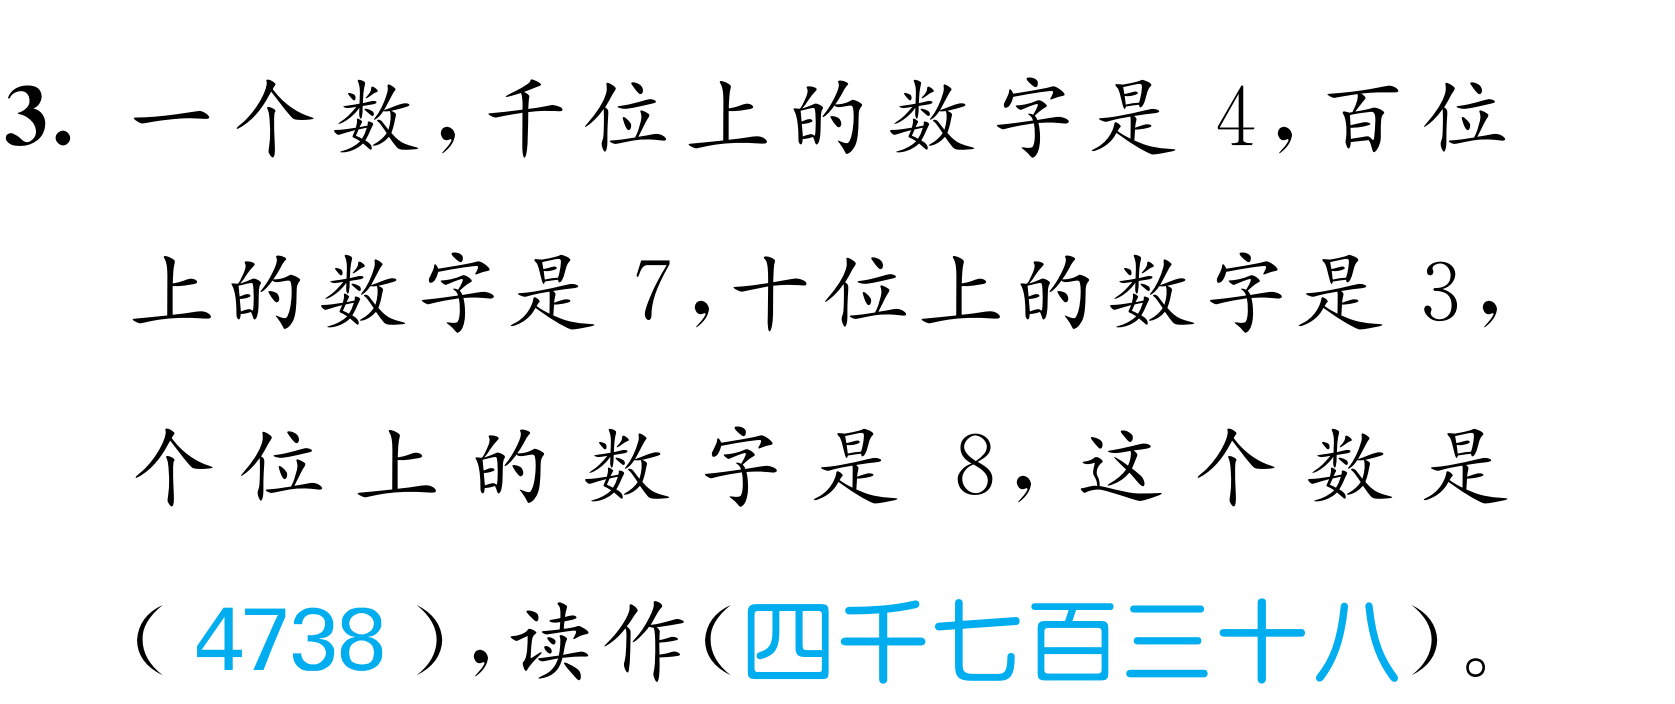 3. 一个数,千位上的数字是 4,百位
上的数字是 7,十位上的数字是 3,
个位上的数字是 8,这个数是
( 4738 ),读作(四千七百三十八)。